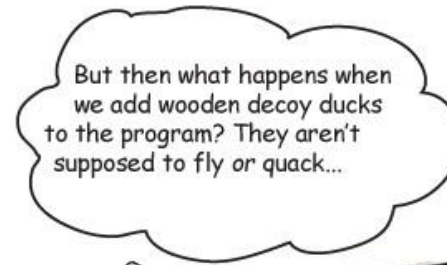 But then what happens when
we add wooden decoy ducks
to the program? They aren't
supposed to fly or quack...